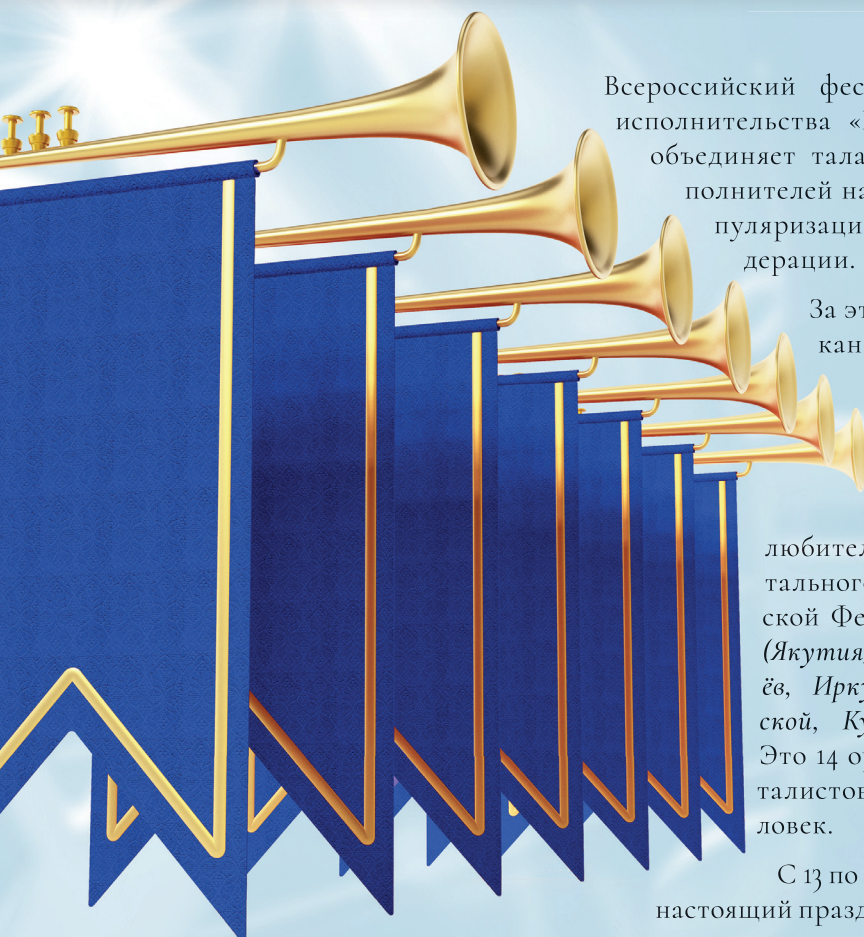 Всероссийский фес
исполнительства «
объединяет тала
полнителей на
пуляризаци
дерации.
За эт
кан
любител
тального
ской Фе
(Якутия,
ёв, Ирку
ской, Ку
Это 14 о
талистов
ловек.
С 13 по
настоящий празд